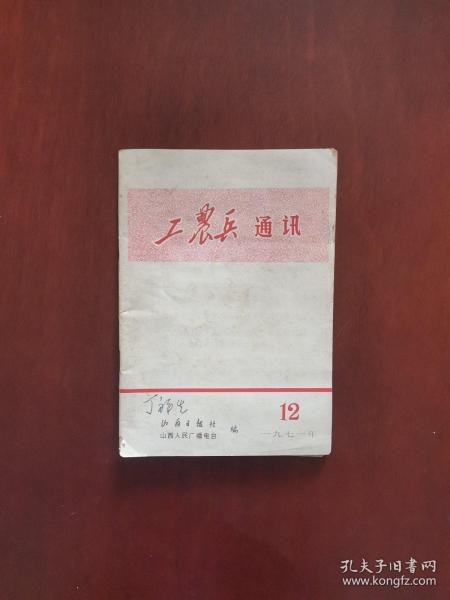 工農兵 通讯
12
丁福生
山西日报社
山西人民广播电台
编
一九七一年
孔夫子旧书网
www.kongfz.com